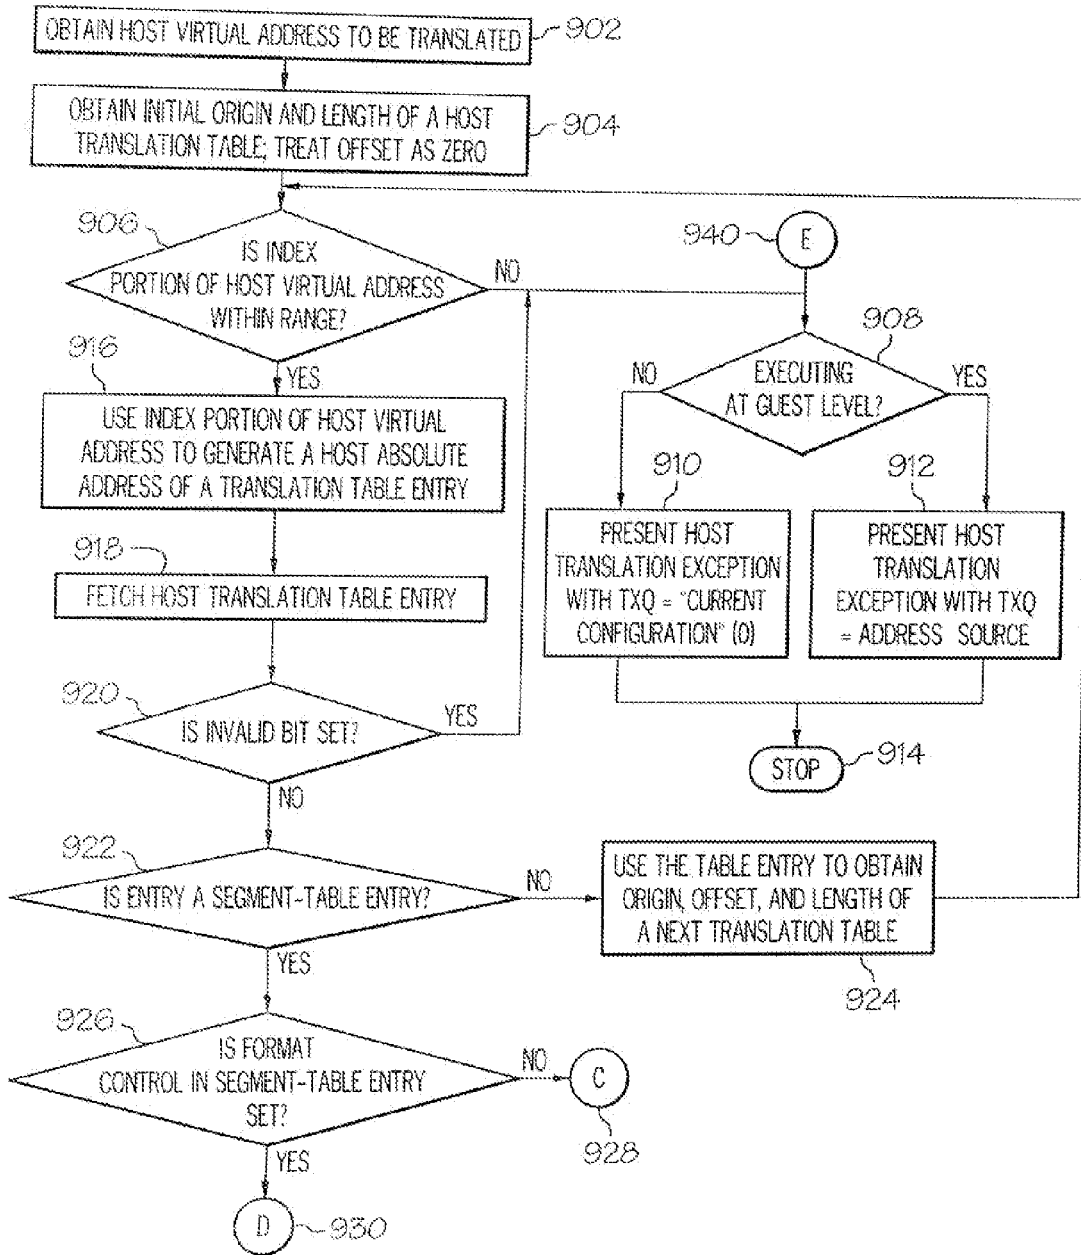 OBTAIN HOST VIRTUAL ADDRESS TO BE TRANSLATED
902
OBTAIN INITIAL ORIGIN AND LENGTH OF A HOST
TRANSLATION TABLE; TREAT OFFSET AS ZERO
904
906
IS INDEX
PORTION OF HOST VIRTUAL ADDRESS
WITHIN RANGE?
NO
YES
940
E
908
EXECUTING
AT GUEST LEVEL?
NO
YES
916
USE INDEX PORTION OF HOST VIRTUAL
ADDRESS TO GENERATE A HOST ABSOLUTE
ADDRESS OF A TRANSLATION TABLE ENTRY
910
PRESENT HOST
TRANSLATION EXCEPTION
WITH TXQ = "CURRENT
CONFIGURATION" (0)
912
PRESENT HOST
TRANSLATION
EXCEPTION WITH TXQ
= ADDRESS SOURCE
918
FETCH HOST TRANSLATION TABLE ENTRY
920
IS INVALID BIT SET?
YES
NO
STOP
914
922
IS ENTRY A SEGMENT-TABLE ENTRY?
NO
YES
USE THE TABLE ENTRY TO OBTAIN
ORIGIN, OFFSET, AND LENGTH OF
A NEXT TRANSLATION TABLE
924
926
IS FORMAT
CONTROL IN SEGMENT-TABLE ENTRY
SET?
NO
C
928
YES
D
930